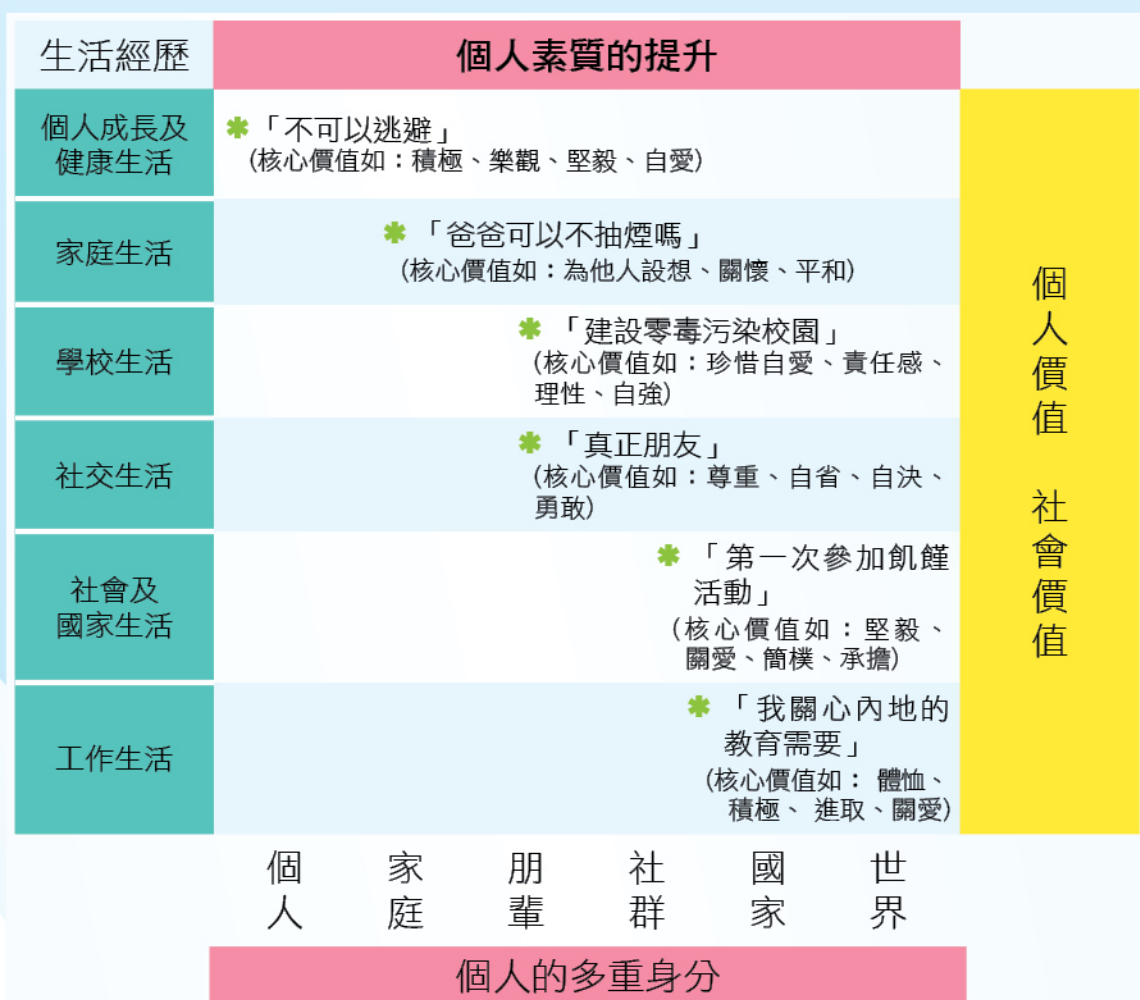 生活經歷
個人素質的提升
個人成長及
健康生活
✽「不可以逃避」
(核心價值如：積極、樂觀、堅毅、自愛)
家庭生活
✽「爸爸可以不抽煙嗎」
(核心價值如：為他人設想、關懷、平和)
學校生活
✽「建設零毒污染校園」
(核心價值如：珍惜自愛、責任感、
理性、自強)
社交生活
✽「真正朋友」
(核心價值如：尊重、自省、自決、
勇敢)
社會及
國家生活
✽「第一次參加飢饉
活動」
(核心價值如：堅毅、
關愛、簡樸、承擔)
工作生活
✽「我關心內地的
教育需要」
(核心價值如： 體恤、
積極、 進取、關愛)
個人價值 社會價值
個人 家庭 朋輩 社群 國家 世界
個人的多重身分